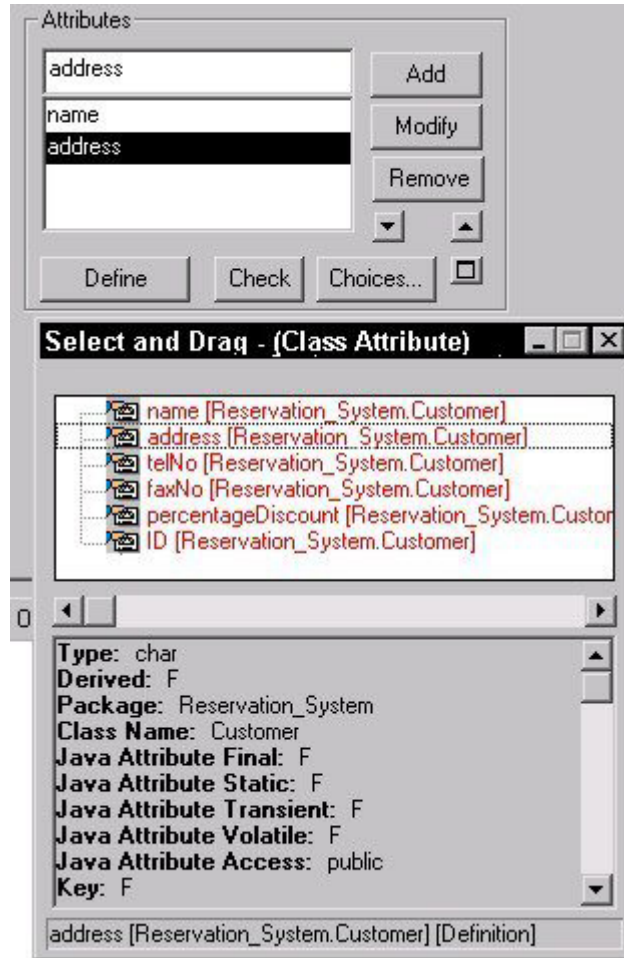 Attributes
address
Add
name
Modify
address
Remove
Define
Check
Choices...
Select and Drag - (Class Attribute)
name [Reservation_System.Customer]
address [Reservation_System.Customer]
telNo [Reservation_System.Customer]
faxNo [Reservation_System.Customer]
percentageDiscount [Reservation_System.Custor
ID [Reservation_System.Customer]
0
Type: char
Derived: F
Package: Reservation_System
Class Name: Customer
Java Attribute Final: F
Java Attribute Static: F
Java Attribute Transient: F
Java Attribute Volatile: F
Java Attribute Access: public
Key: F
address [Reservation_System.Customer] [Definition]